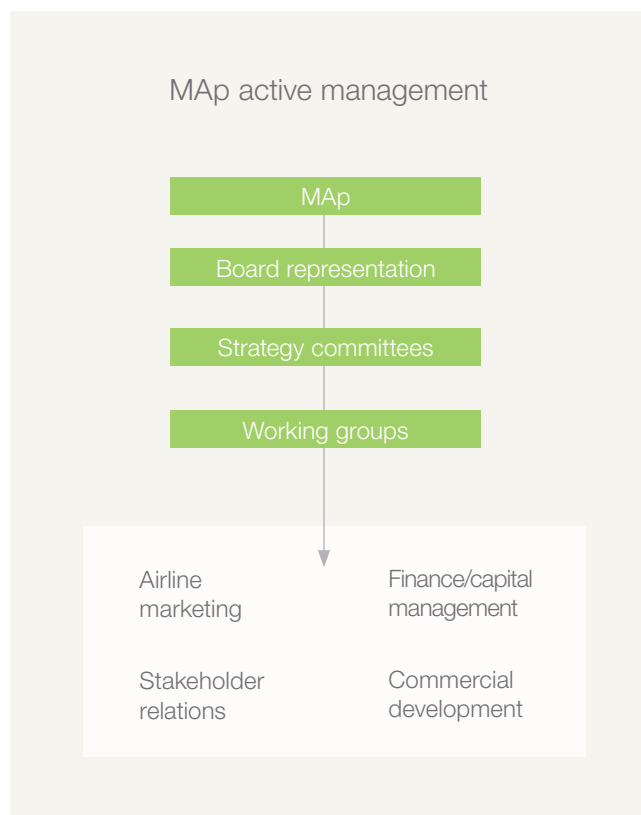 MAp active management
MAp
Board representation
Strategy committees
Working groups
Airline
marketing
Finance/capital
management
Stakeholder
relations
Commercial
development